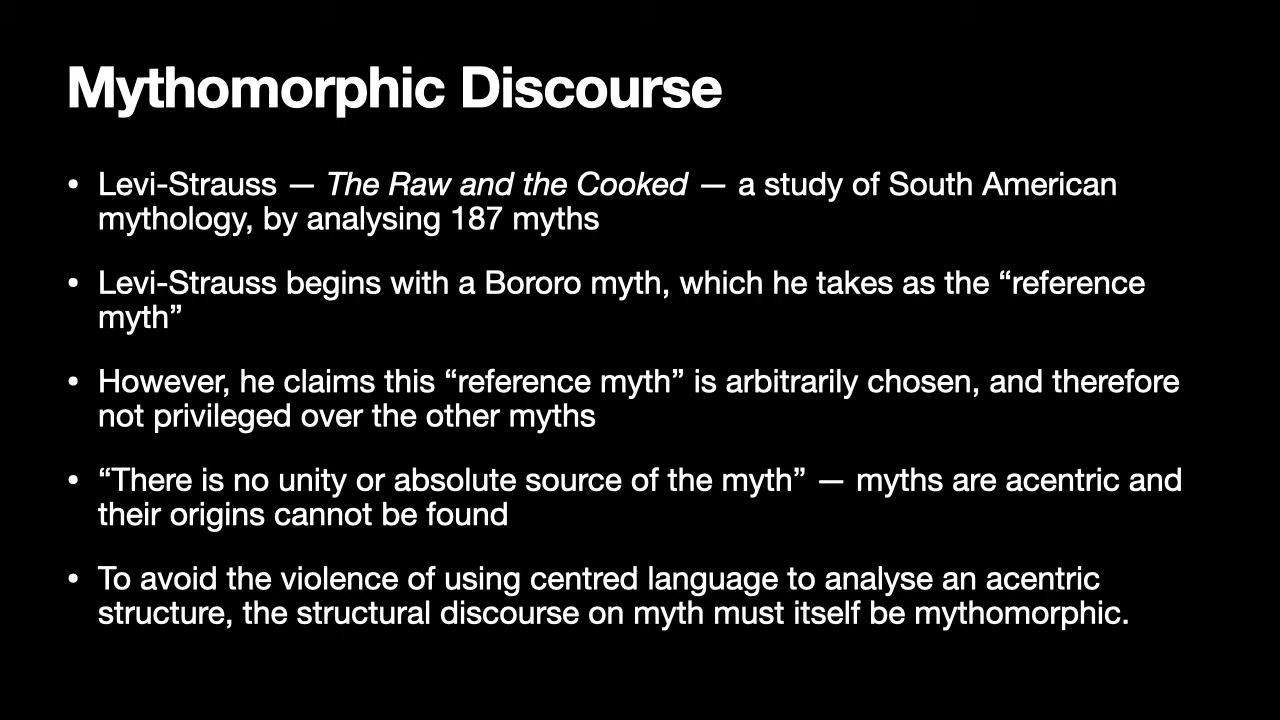 Mythomorphic Discourse
• Levi-Strauss — The Raw and the Cooked — a study of South American
mythology, by analysing 187 myths
• Levi-Strauss begins with a Bororo myth, which he takes as the “reference
myth”
• However, he claims this “reference myth” is arbitrarily chosen, and therefore
not privileged over the other myths
• “There is no unity or absolute source of the myth” — myths are acentric and
their origins cannot be found
• To avoid the violence of using centred language to analyse an acentric
structure, the structural discourse on myth must itself be mythomorphic.